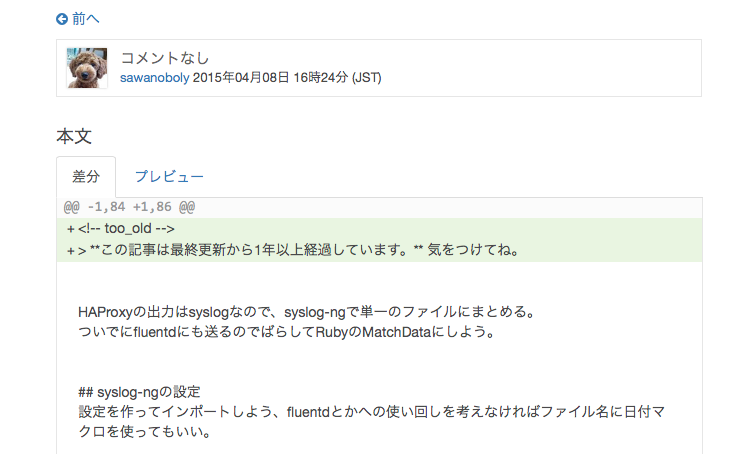 前へ
コメントなし
sawanoboly 2015年04月08日 16時24分 (JST)
本文
差分 プレビュー
@@ -1,84 +1,86 @@
+ <!-- too_old -->
+ > **この記事は最終更新から1年以上経過しています。** 気をつけてね。
HAProxyの出力はsyslogなので、syslog-ngで単一のファイルにまとめる。
ついでにfluentdにも送るのでばらしてRubyのMatchDataにしよう。
## syslog-ngの設定
設定を作ってインポートしよう、fluentdとかへの使い回しを考えなければファイル名に日付マ
クロを使ってもいい。